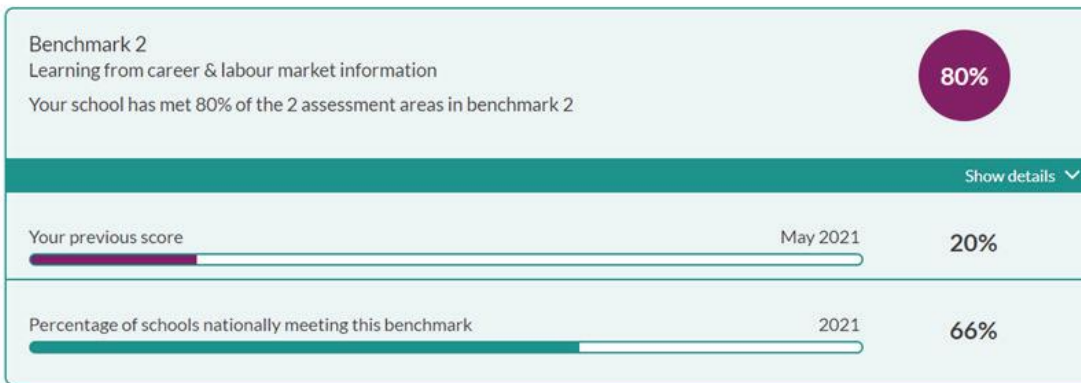 Benchmark 2
Learning from career & labour market information
80%
Your school has met 80% of the 2 assessment areas in benchmark 2
Show details
Your previous score May 2021 20%
Percentage of schools nationally meeting this benchmark 2021 66%